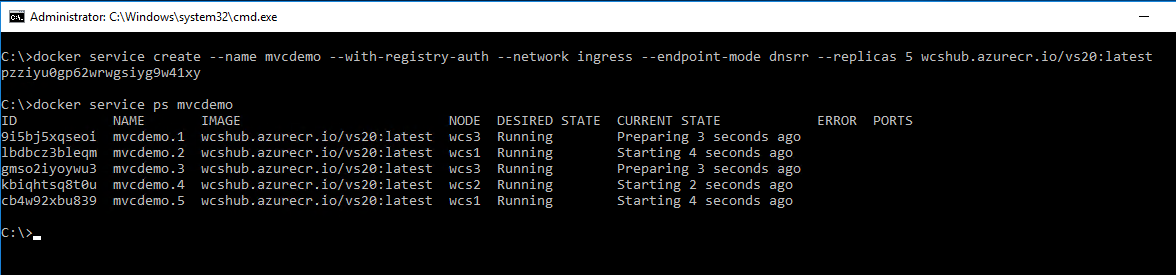 Administrator: C:\Windows\system32\cmd.exe
C:\>docker service create --name mvcdemo --with-registry-auth --network ingress --endpoint-mode dnsrr --replicas 5 wcshub.azurecr.io/vs20:latest
pzziyu0gp62wrwgsiyg9w41xy
C:\>docker service ps mvcdemo
ID            NAME       IMAGE                          NODE  DESIRED STATE  CURRENT STATE            ERROR  PORTS
9i5bj5xqseoi  mvcdemo.1  wcshub.azurecr.io/vs20:latest  wcs3  Running        Preparing 3 seconds ago
lbdbcz3bleqm  mvcdemo.2  wcshub.azurecr.io/vs20:latest  wcs1  Running        Starting 4 seconds ago
gmso2iyoywu3  mvcdemo.3  wcshub.azurecr.io/vs20:latest  wcs3  Running        Preparing 3 seconds ago
kbiqhtsq8t0u  mvcdemo.4  wcshub.azurecr.io/vs20:latest  wcs2  Running        Starting 2 seconds ago
cb4w92xbu839  mvcdemo.5  wcshub.azurecr.io/vs20:latest  wcs1  Running        Starting 4 seconds ago
C:\>